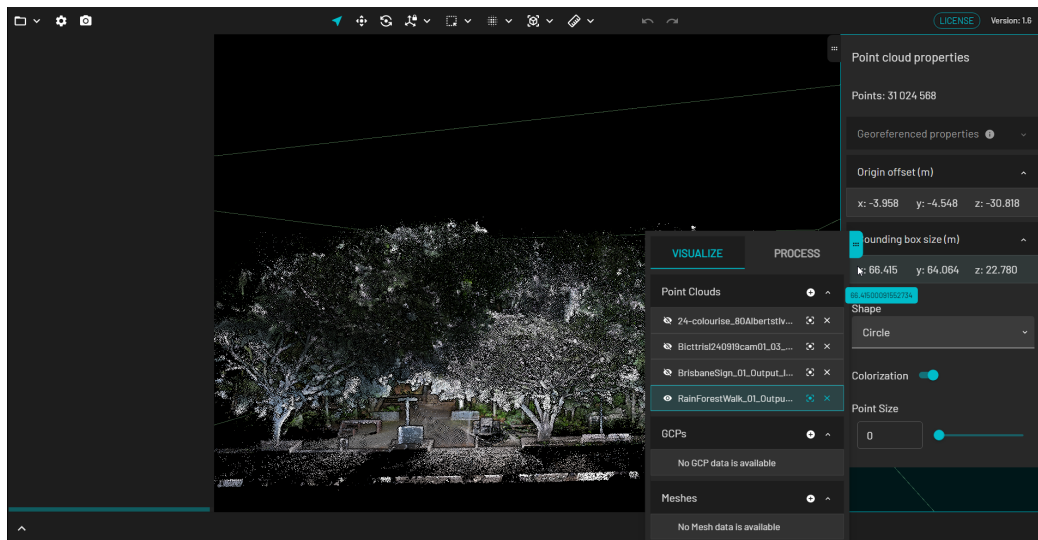 LICENSE Version: 1.6
Point cloud properties
Points: 31 024 568
Georeferenced properties
Origin offset (m)
x: -3.958 y: -4.548 z: -30.818
ounding box size (m)
: 66.415 y: 64.064 z: 22.780
66.41500091552734
Shape
Circle
Colorization
Point Size
0
VISUALIZE PROCESS
Point Clouds
24-colourise_80Albertstlv...
Bicttrisl240919cam01_03_...
BrisbaneSign_01_Output_l...
RainForestWalk_01_Outpu...
GCPs
No GCP data is available
Meshes
No Mesh data is available